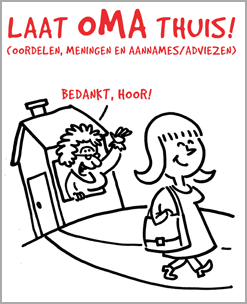 LAAT OMA THUIS!
(OORDELEN, MENINGEN EN AANNAMES/ADVIEZEN)
BEDANKT, HOOR!